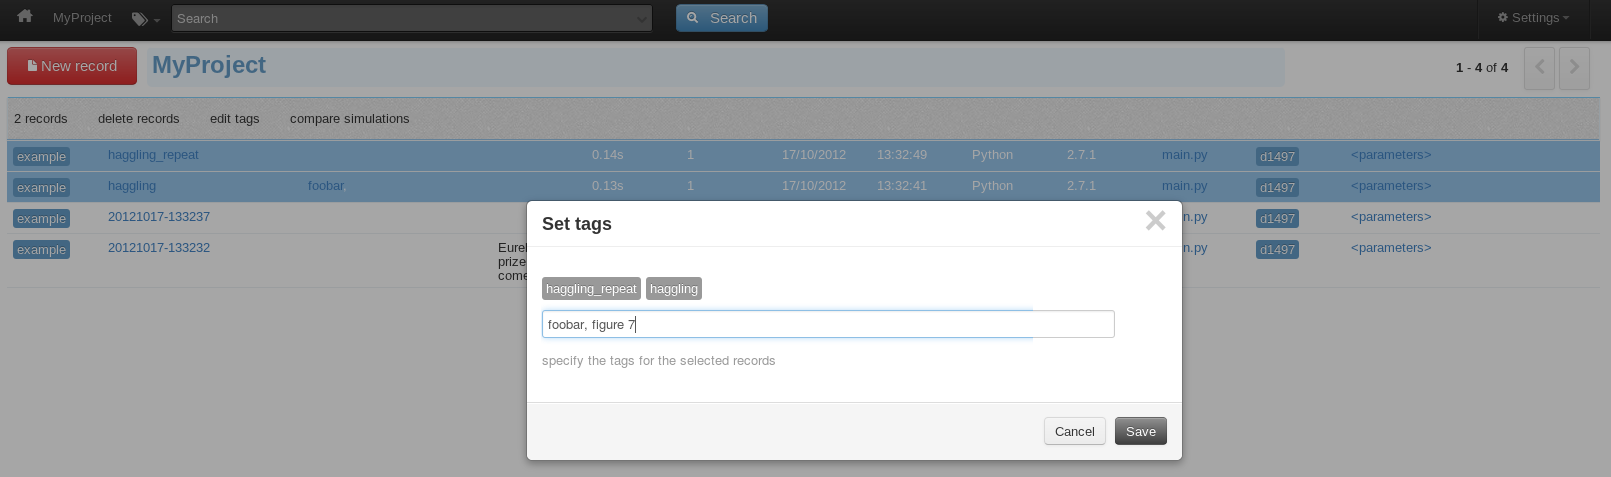 MyProject Search Search Settings
New record MyProject 1 - 4 of 4
2 records delete records edit tags compare simulations
example haggling_repeat 0.14s 1 17/10/2012 13:32:49 Python 2.7.1 main.py d1497 <parameters>
example haggling foobar, 0.13s 1 17/10/2012 13:32:41 Python 2.7.1 main.py d1497 <parameters>
example 20121017-133237 n.py d1497 <parameters>
example 20121017-133232 n.py d1497 <parameters>
prize
come
Set tags
haggling_repeat haggling
foobar, figure 7
specify the tags for the selected records
Cancel Save